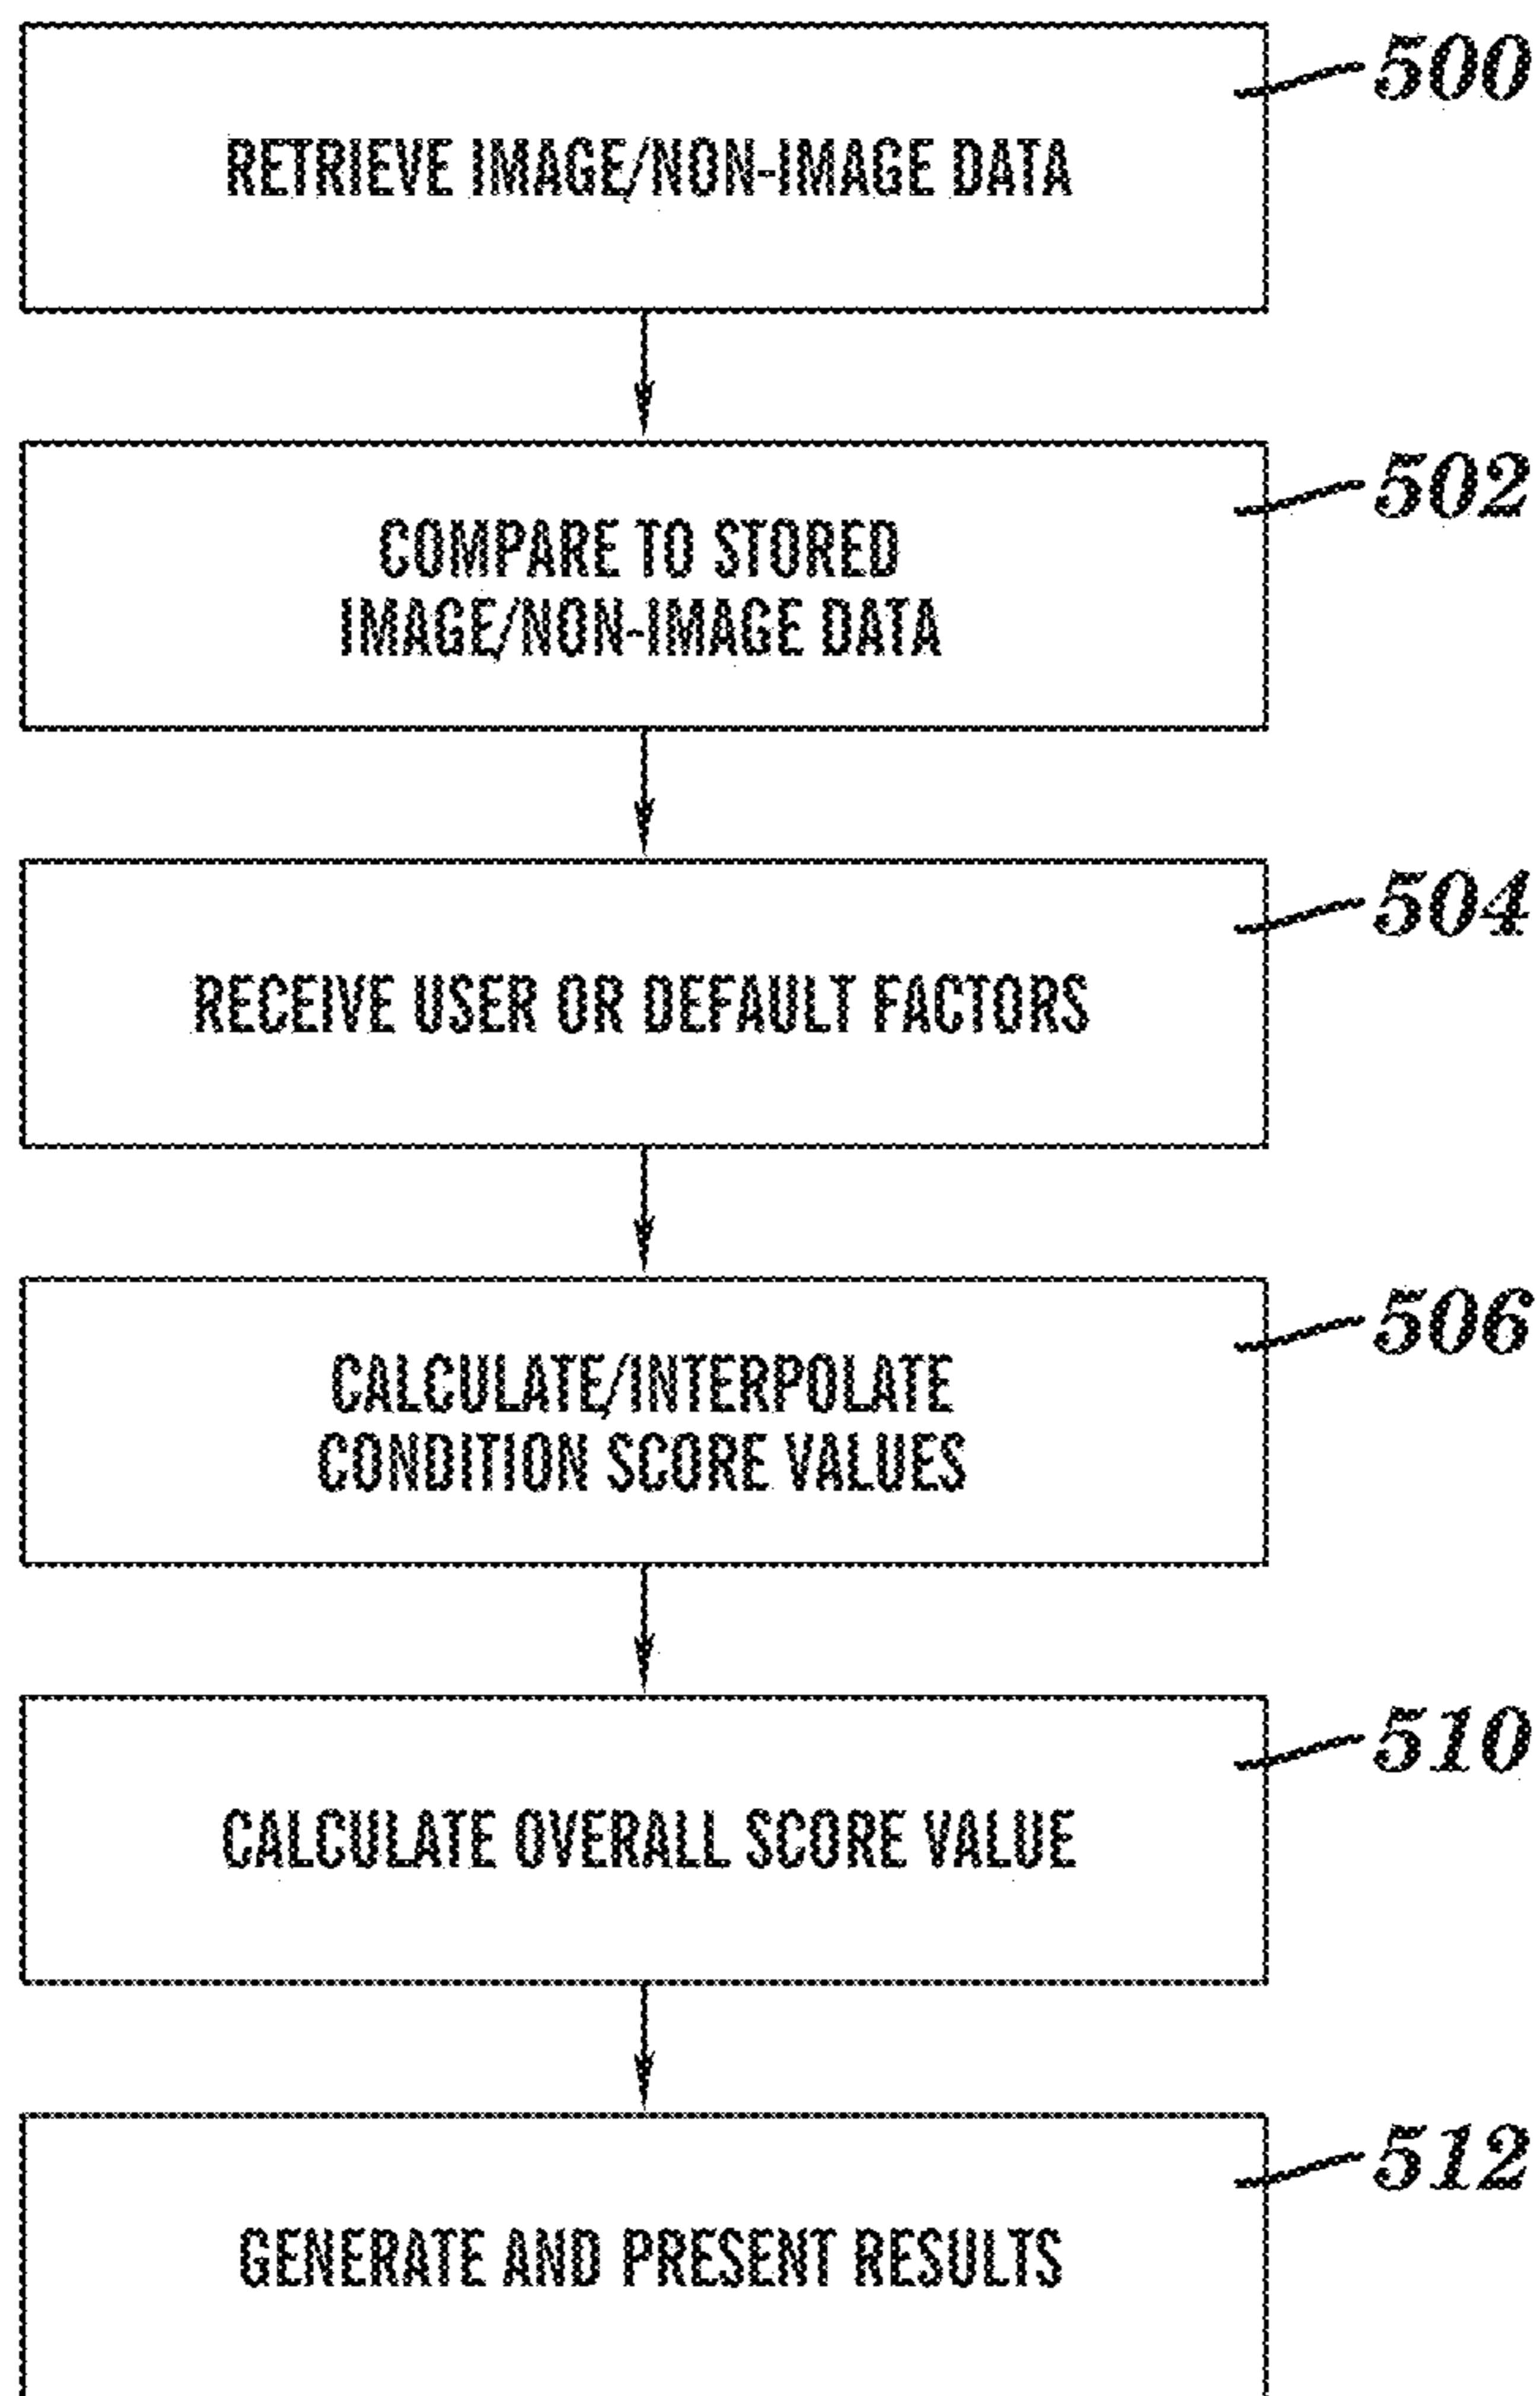 500
RETRIEVE IMAGE/NON-IMAGE DATA
502
COMPARE TO STORED
IMAGE/NON-IMAGE DATA
504
RECEIVE USER OR DEFAULT FACTORS
506
CALCULATE/INTERPOLATE
CONDITION SCORE VALUES
510
CALCULATE OVERALL SCORE VALUE
512
GENERATE AND PRESENT RESULTS